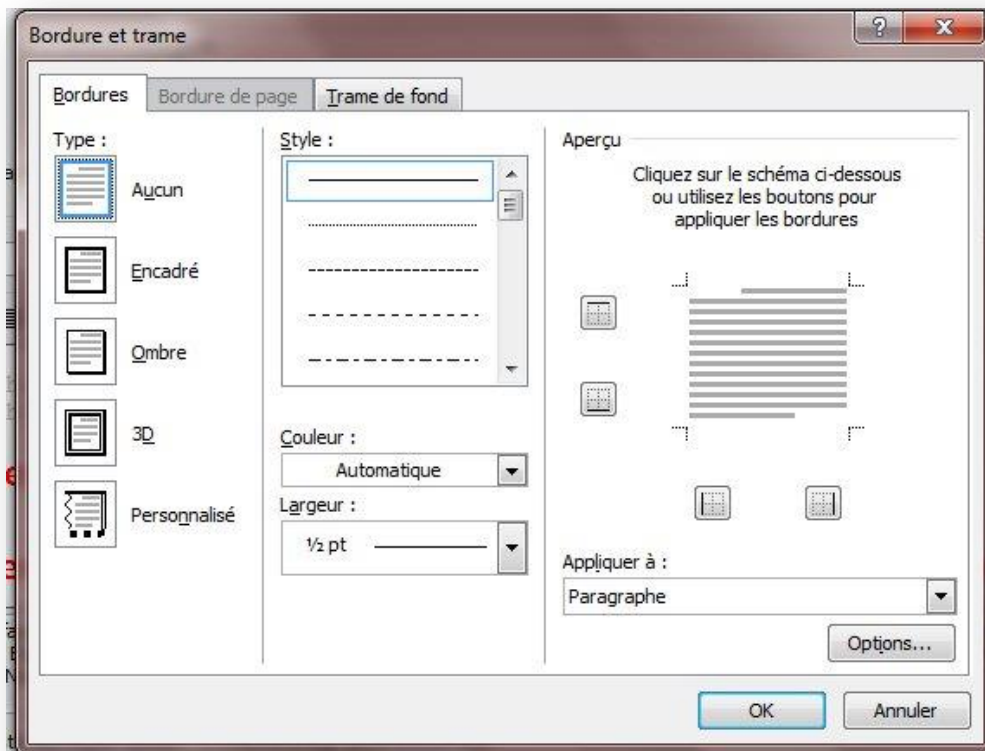 Bordure et trame
? X
Bordures
Bordure de page
Trame de fond
Type :
Aucun
Encadré
Ombre
3D
Personnalisé
Style :
Couleur :
Automatique
Largeur :
½ pt
Aperçu
Cliquez sur le schéma ci-dessous
ou utilisez les boutons pour
appliquer les bordures
Appliquer à :
Paragraphe
Options...
OK
Annuler